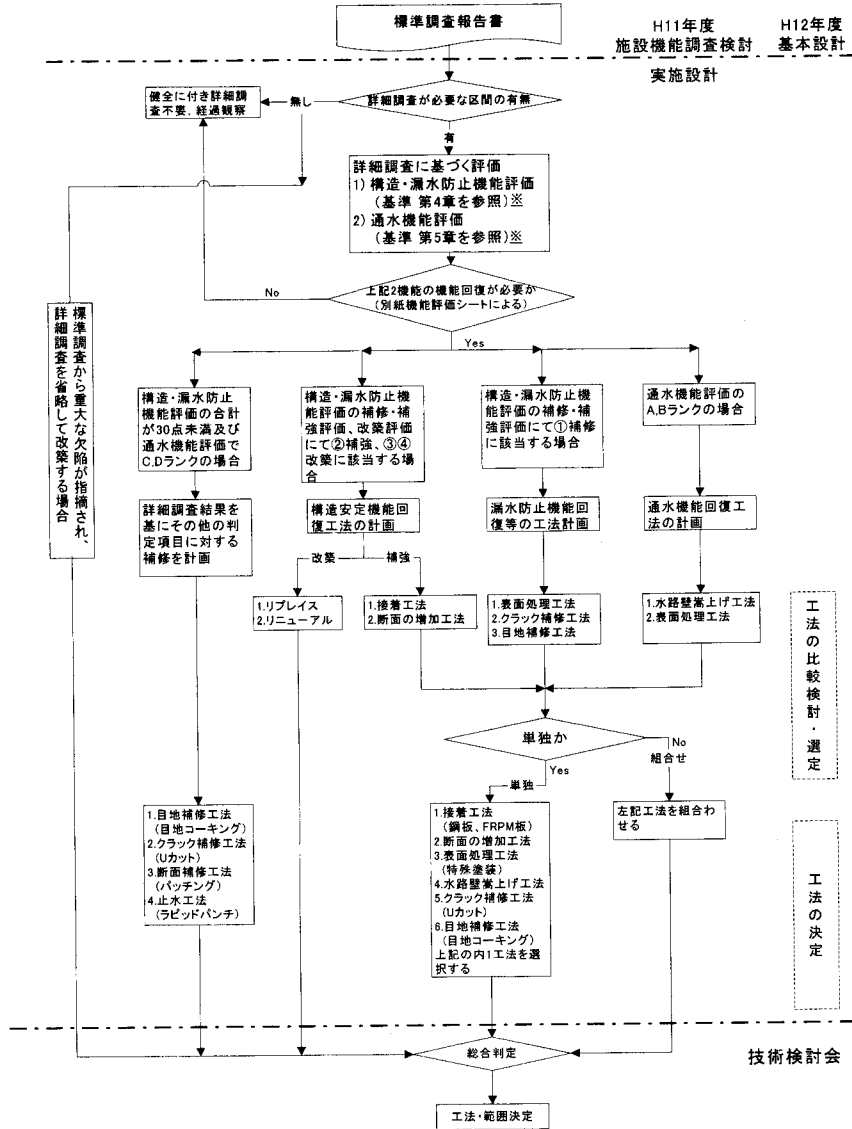 標準調査報告書
H11年度
施設機能調査検討
H12年度
基本設計
実施設計
健全に付き詳細調
査不要、経過観察
無し
詳細調査が必要な区間の有無
有
詳細調査に基づく評価
1) 構造・漏水防止機能評価
(基準 第4章を参照)※
2) 通水機能評価
(基準 第5章を参照)※
No
上記2機能の機能回復が必要か
(別紙機能評価シートによる)
Yes
標準調査から重大な欠陥が指摘され、
詳細調査を省略して改築する場合
構造・漏水防止
機能評価の合計
が30点未満及び
通水機能評価で
C,Dランクの場合
構造・漏水防止機
能評価の補修・補
強評価、改築評価
にて②補強、③④
改築に該当する場
合
構造・漏水防止機
能評価の補修・補
強評価にて①補修
に該当する場合
通水機能評価の
A,Bランクの場合
詳細調査結果を
基にその他の判
定項目に対する
補修を計画
構造安定機能回
復工法の計画
漏水防止機能回
復等の工法計画
通水機能回復工
法の計画
改築
補強
1.リプレイス
2.リニューアル
1.接着工法
2.断面の増加工法
1.表面処理工法
2.クラック補修工法
3.目地補修工法
1.水路壁嵩上げ工法
2.表面処理工法
工法の比較検討・選定
単独か
No
組合せ
Yes
単独
1.目地補修工法
(目地コーキング)
2.クラック補修工法
(Uカット)
3.断面補修工法
(パッチング)
4.止水工法
(ラピッドパンチ)
1.接着工法
(鋼板、FRPM板)
2.断面の増加工法
3.表面処理工法
(特殊塗装)
4.水路壁嵩上げ工法
5.クラック補修工法
(Uカット)
6.目地補修工法
(目地コーキング)
上記の内1工法を選
択する
左記工法を組合わ
せる
工法の決定
総合判定
技術検討会
工法・範囲決定